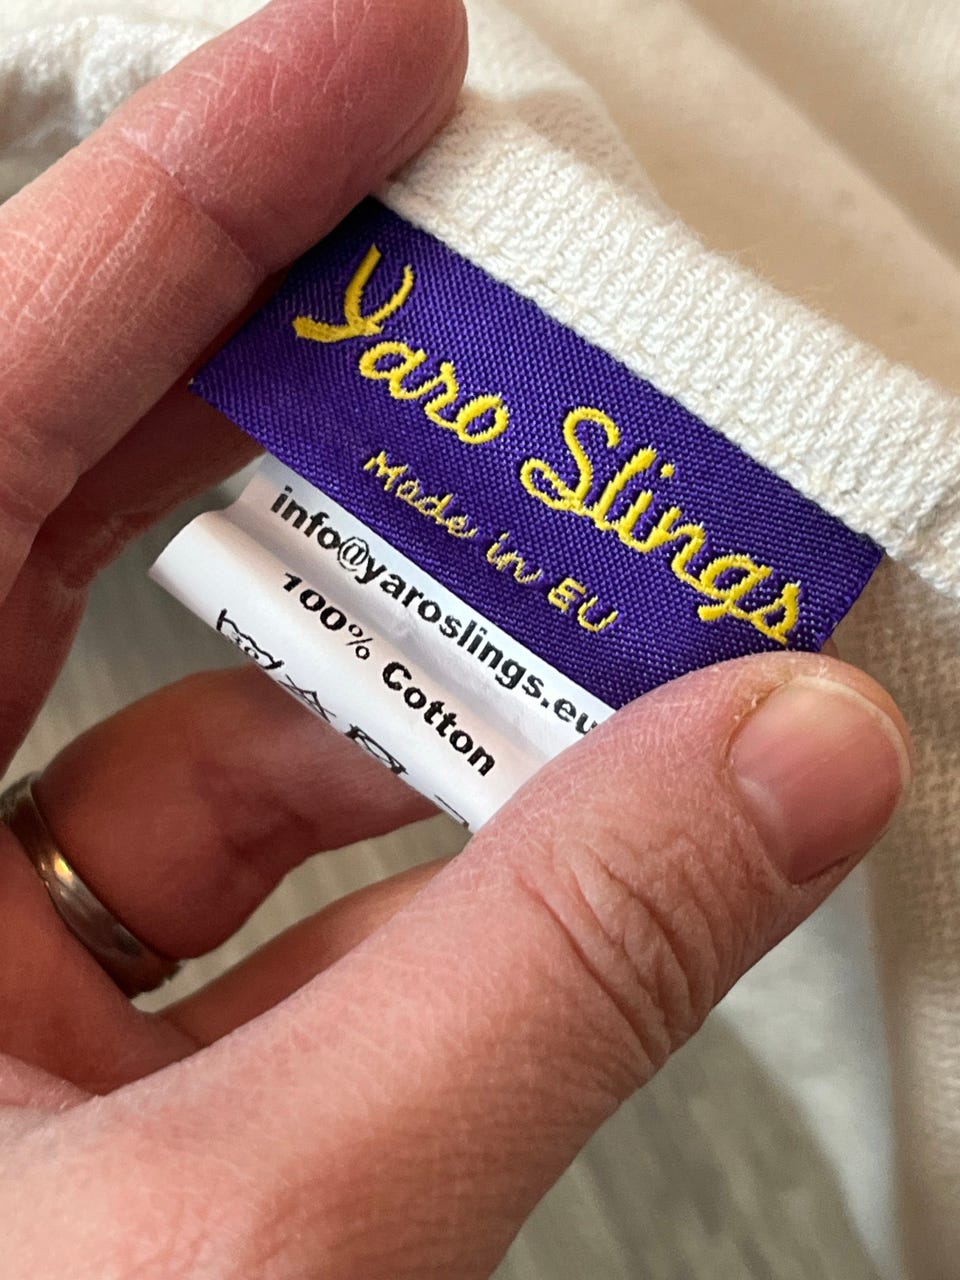 Yaro Slings
Made in EU
info@yaroslings.eu
100% Cotton